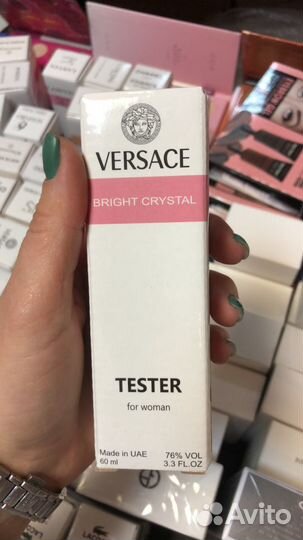 VERSACE
BRIGHT CRYSTAL
TESTER
for woman
Made in UAE 76% VOL
60 ml 3.3 FL.OZ
Avito